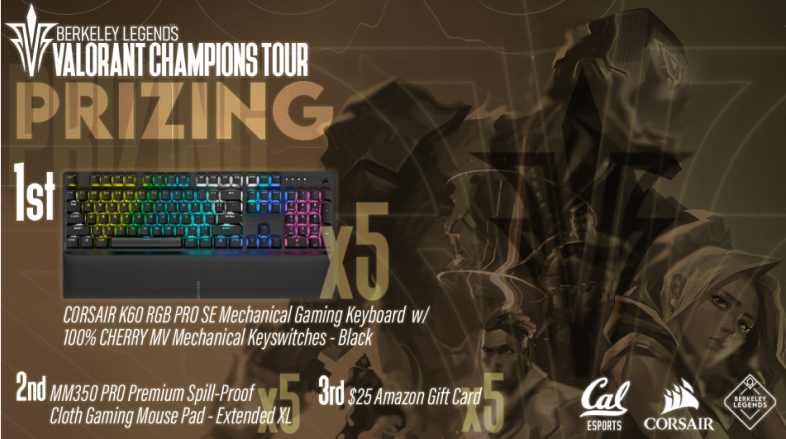 BERKELEY LEGENDS
VALORANT CHAMPIONS TOUR
PRIZING
1st
x5
CORSAIR K60 RGB PRO SE Mechanical Gaming Keyboard w/
100% CHERRY MV Mechanical Keyswitches - Black
2nd MM350 PRO Premium Spill-Proof
Cloth Gaming Mouse Pad - Extended XL
x5
3rd $25 Amazon Gift Card
x5
Cal
ESPORTS
CORSAIR
BERKELEY
LEGENDS